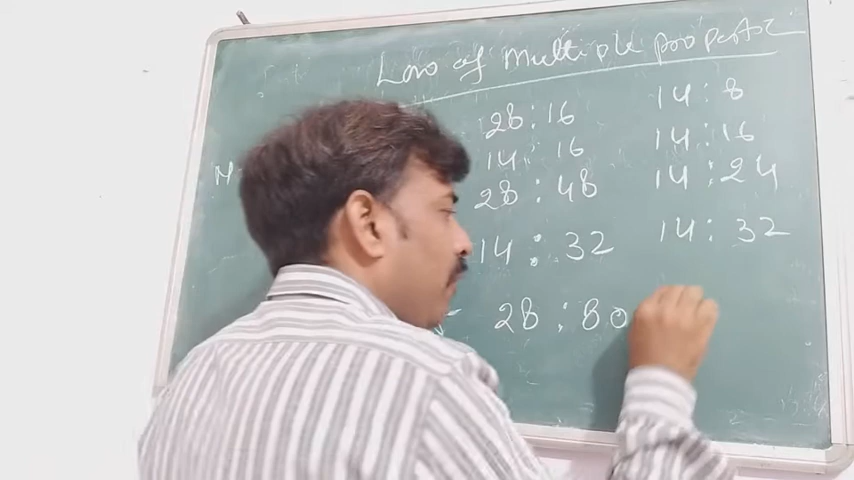 Law of Multiple proportz
28 : 16 14 : 8
14 : 16 14 : 16
28 : 48 14 : 24
14 : 32 14 : 32
28 : 80